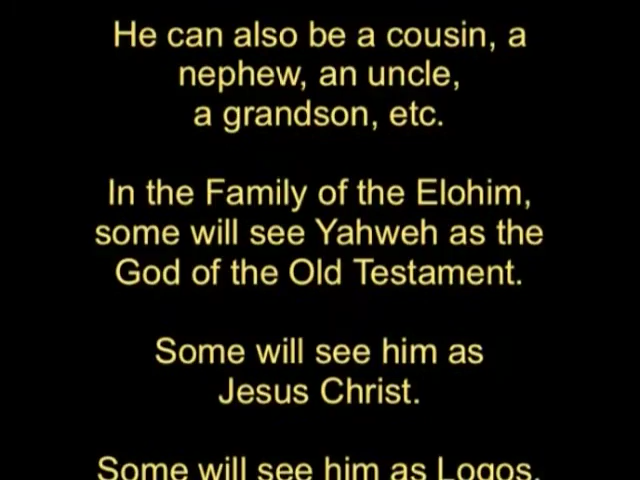 He can also be a cousin, a
nephew, an uncle,
a grandson, etc.
In the Family of the Elohim,
some will see Yahweh as the
God of the Old Testament.
Some will see him as
Jesus Christ.
Some will see him as Logos.